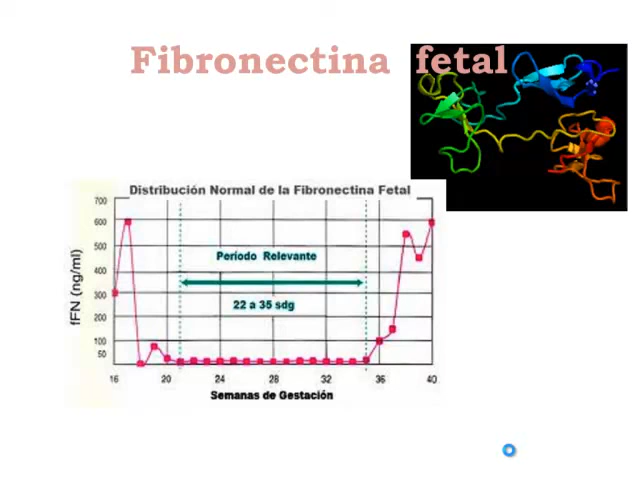 Fibronectina fetal
Distribución Normal de la Fibronectina Fetal
700
600
500
400
300
200
100
50
fFN (ng/ml)
Período Relevante
22 a 35 sdg
16 20 24 28 32 36 40
Semanas de Gestación